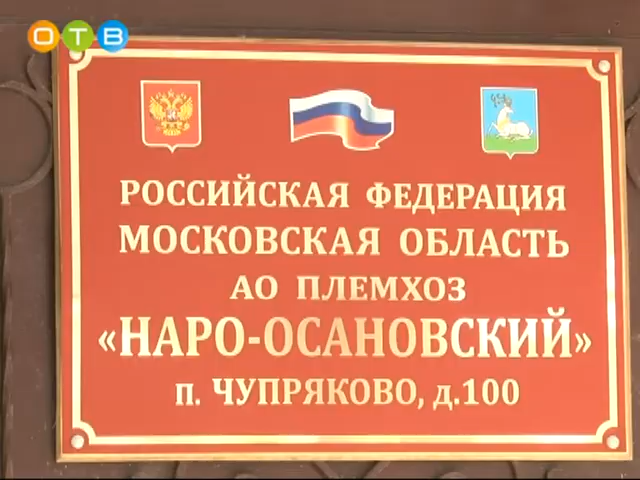 ОТВ
РОССИЙСКАЯ ФЕДЕРАЦИЯ
МОСКОВСКАЯ ОБЛАСТЬ
АО ПЛЕМХОЗ
«НАРО-ОСАНОВСКИЙ»
п. ЧУПРЯКОВО, д.100